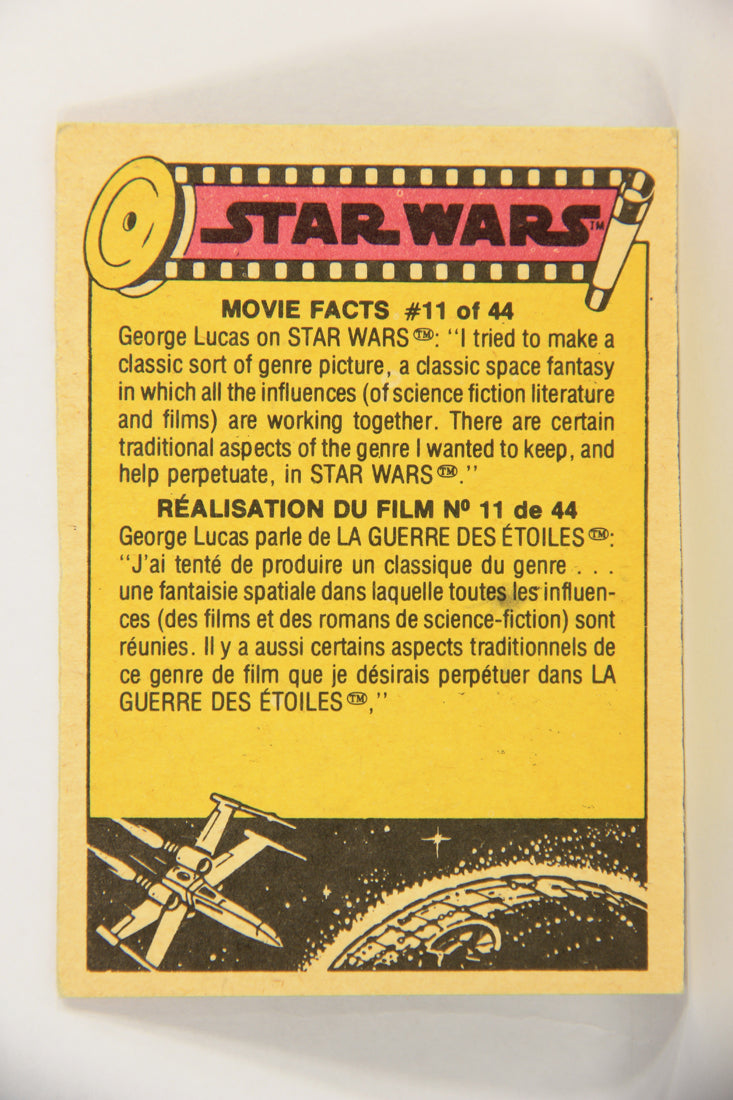 STAR WARS™
MOVIE FACTS #11 of 44
George Lucas on STAR WARS™: “I tried to make a
classic sort of genre picture, a classic space fantasy
in which all the influences (of science fiction literature
and films) are working together. There are certain
traditional aspects of the genre I wanted to keep, and
help perpetuate, in STAR WARS™.”
RÉALISATION DU FILM Nº 11 de 44
George Lucas parle de LA GUERRE DES ÉTOILES™:
“J'ai tenté de produire un classique du genre . . .
une fantaisie spatiale dans laquelle toutes les influen-
ces (des films et des romans de science-fiction) sont
réunies. Il y a aussi certains aspects traditionnels de
ce genre de film que je désirais perpétuer dans LA
GUERRE DES ÉTOILES™,”